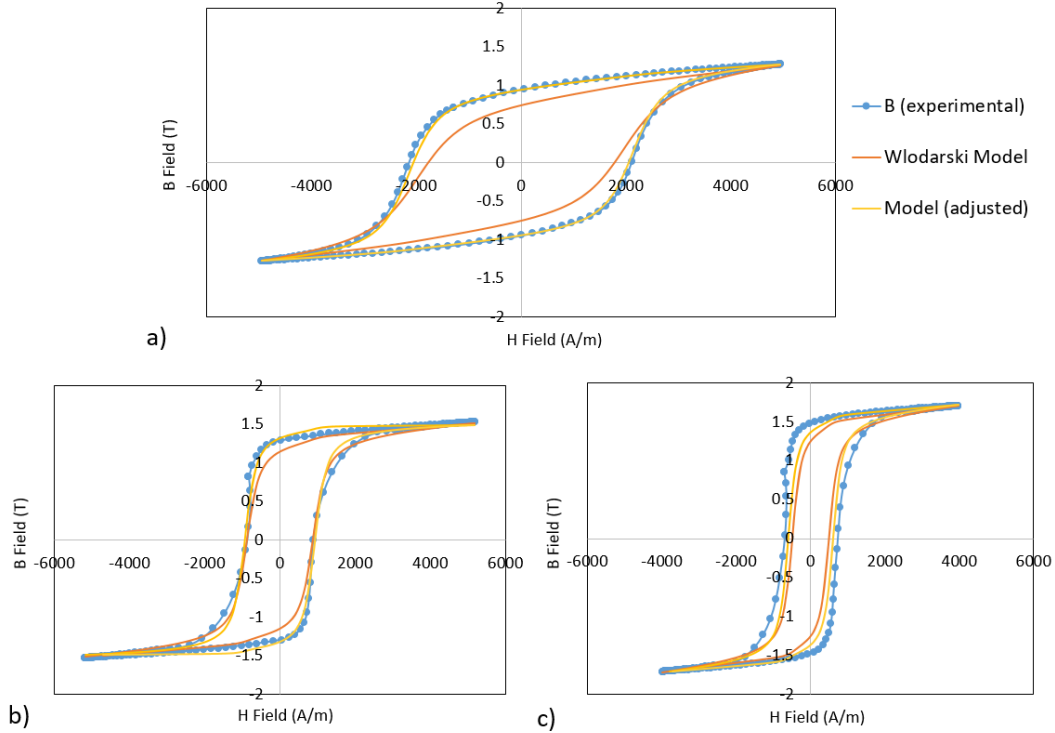 2
1.5
1
0.5
0
-0.5
-1
-1.5
-2
-6000 -4000 -2000 0 2000 4000 6000
B Field (T)
H Field (A/m)
B (experimental)
Wlodarski Model
Model (adjusted)
a)
2
1.5
1
0.5
0
-0.5
-1
-1.5
-2
-6000 -4000 -2000 0 2000 4000 6000
B Field (T)
H Field (A/m)
b)
2
1.5
1
0.5
0
-0.5
-1
-1.5
-2
-6000 -4000 -2000 0 2000 4000 6000
B Field (T)
H Field (A/m)
c)